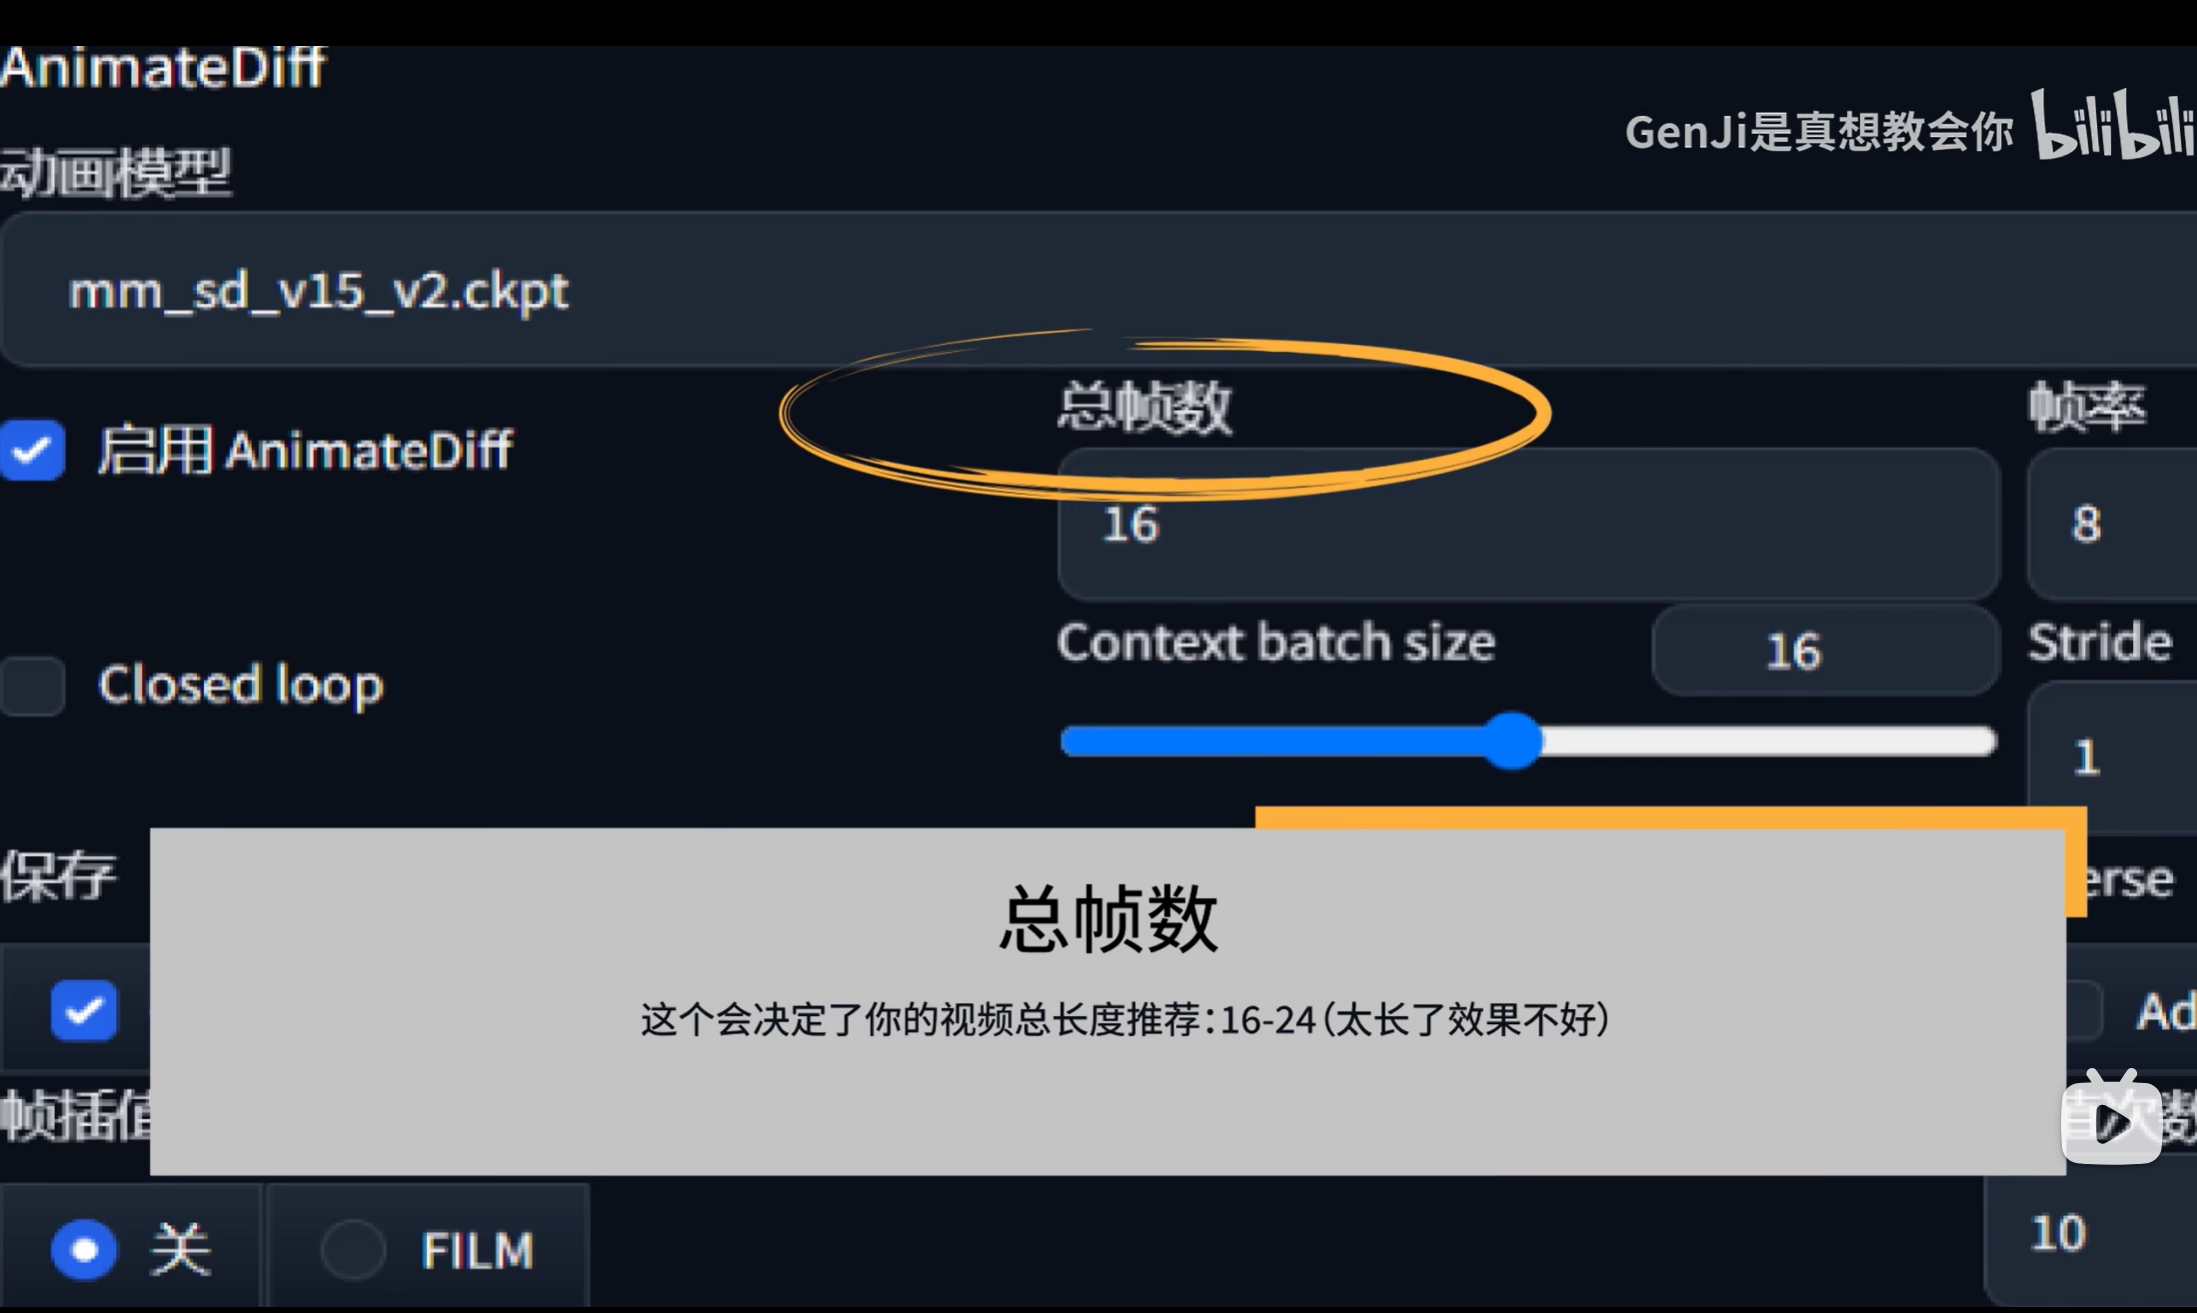 AnimateDiff
GenJi是真想教会你 bilibili
动画模型
mm_sd_v15_v2.ckpt
总帧数
帧率
启用 AnimateDiff
16
8
Context batch size
16
Stride
Closed loop
1
保存
erse
总帧数
这个会决定了你的视频总长度推荐：16-24（太长了效果不好）
Ad
帧插值
次数
关
FILM
10